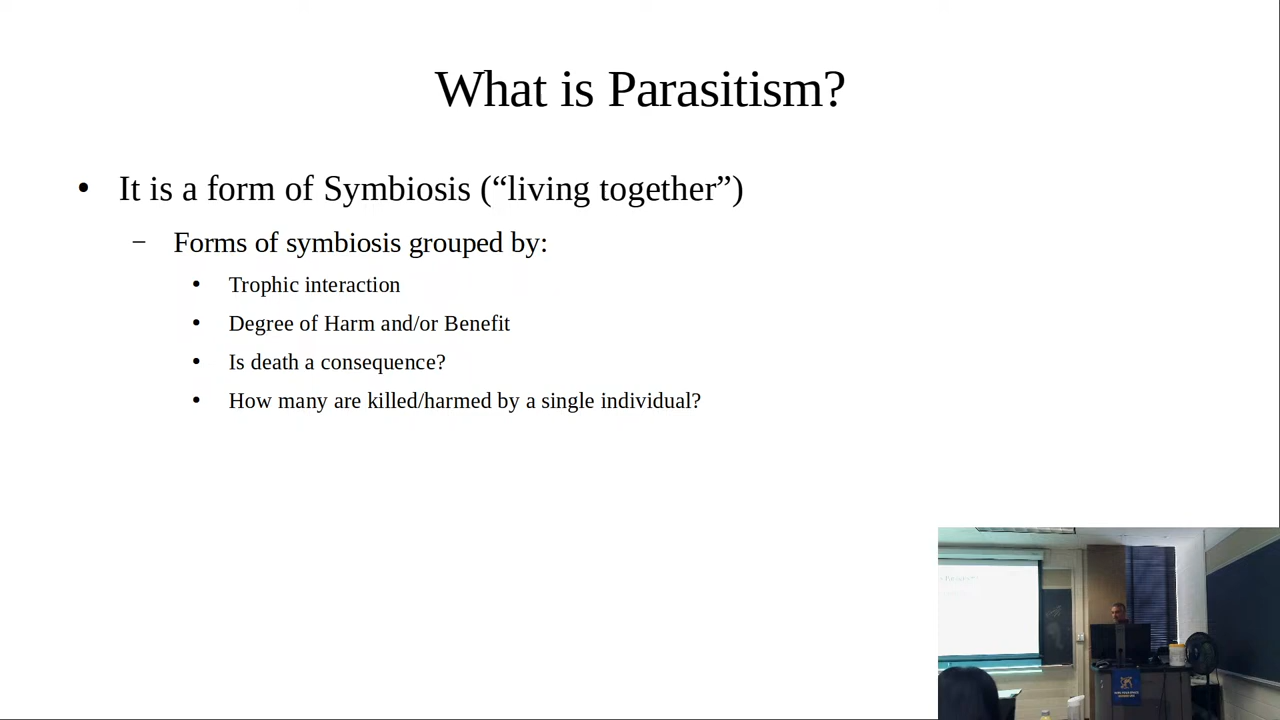 What is Parasitism?
• It is a form of Symbiosis (“living together”)
– Forms of symbiosis grouped by:
• Trophic interaction
• Degree of Harm and/or Benefit
• Is death a consequence?
• How many are killed/harmed by a single individual?